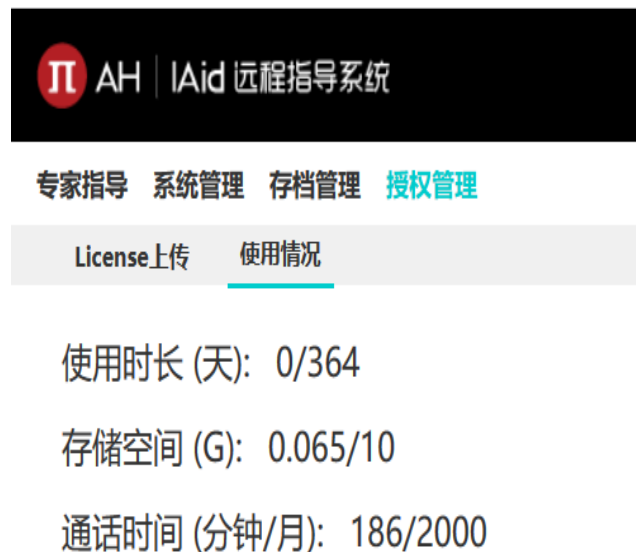 AH | IAid 远程指导系统
专家指导 系统管理 存档管理 授权管理
License上传 使用情况
使用时长 (天): 0/364
存储空间 (G): 0.065/10
通话时间 (分钟/月): 186/2000